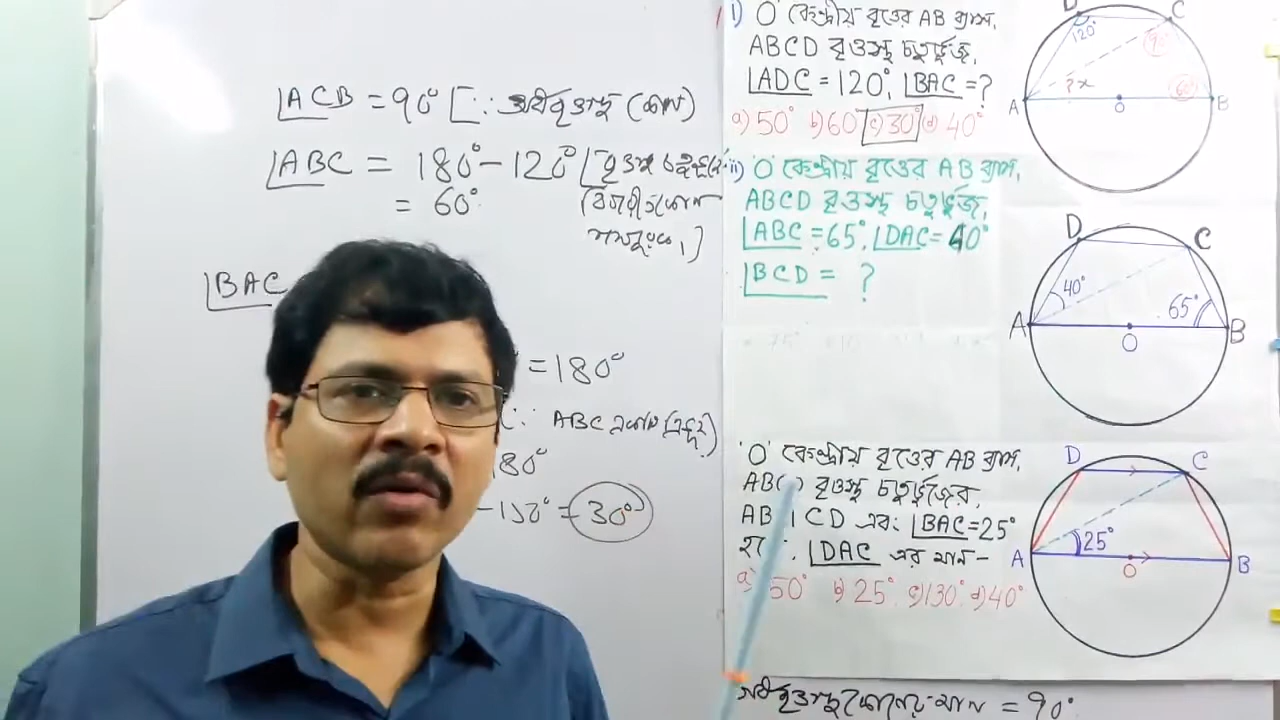 ∠ACB = 90° [∵ অর্ধবৃত্তস্থ কোণ]
∠ABC = 180° - 120° [বৃত্তস্থ চতুর্ভুজের
= 60° বিপরীত কোণ
সম্পূরক।]
∠BAC
= 180°
∵ ABC একটি ত্রিভুজ]
180°
- 150° = 30°
i) 'O' কেন্দ্রীয় বৃত্তের AB ব্যাস,
ABCD বৃত্তস্থ চতুর্ভুজ,
∠ADC = 120°, ∠BAC = ?
a) 50° b) 60 c) 30° d) 40°
ii) 'O' কেন্দ্রীয় বৃত্তের AB ব্যাস,
ABCD বৃত্তস্থ চতুর্ভুজ,
∠ABC = 65°, ∠DAC = 40°
∠BCD = ?
'O' কেন্দ্রীয় বৃত্তের AB ব্যাস,
বৃত্তস্থ চতুর্ভুজের,
CD এবং ∠BAC = 25°
∠DAC এর মান-
a) 50° b) 25°. c) 130°. d) 40°
অর্ধবৃত্তস্থ কোণের মান = 90°
D C
120° 90°
?x 60°
A O B
D C
40° 65°
A O B
D C
25°
A O B